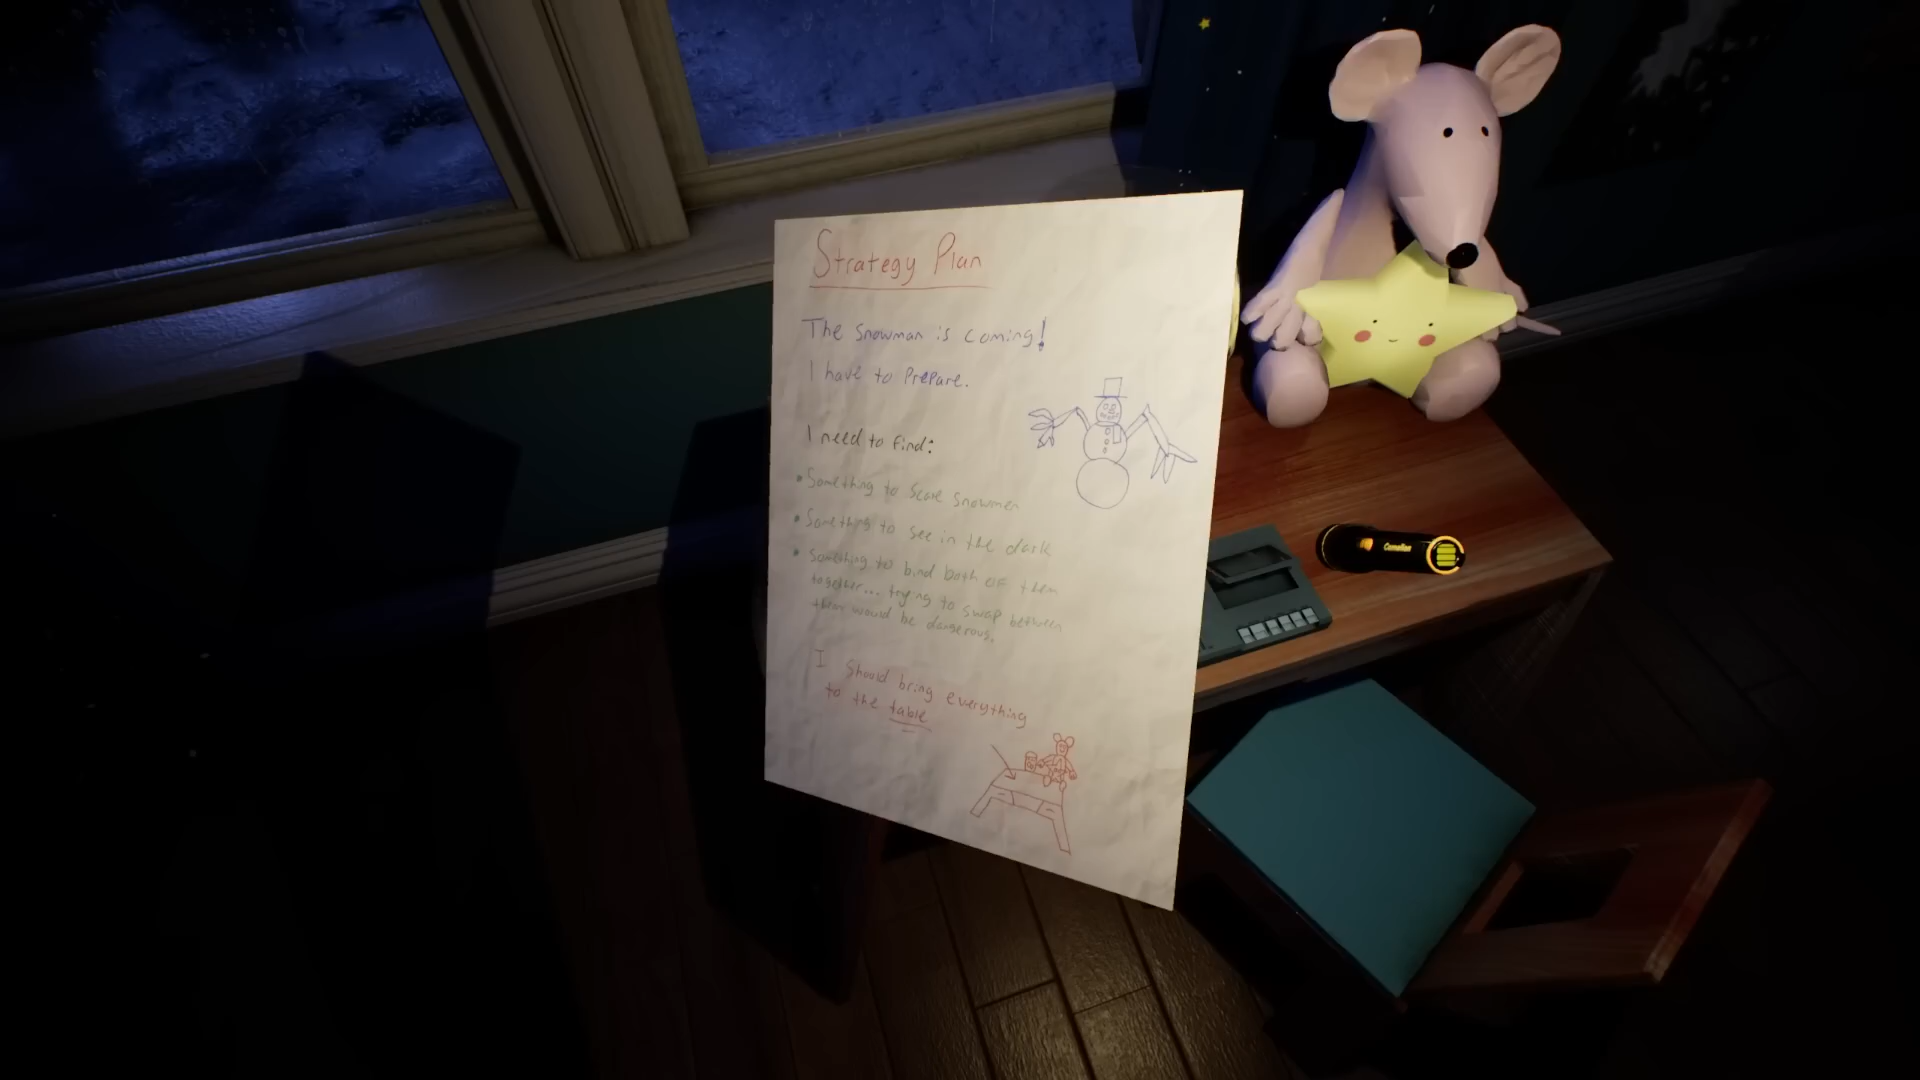 Strategy Plan
The snowman is coming!
I have to prepare.
I need to find:
• Something to scare snowmen
• Something to see in the dark
• Something to bind both of them
together... trying to swap between
them would be dangerous.
I should bring everything
to the table
Camelion